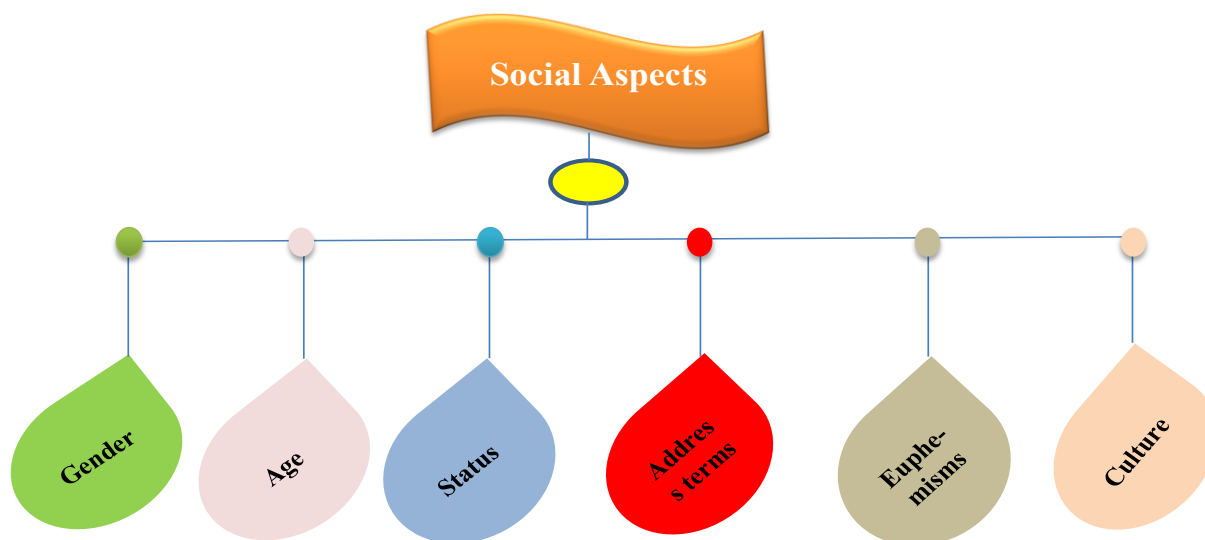 Social Aspects
Gender
Age
Status
Addres
s terms
Euphe-
misms
Culture